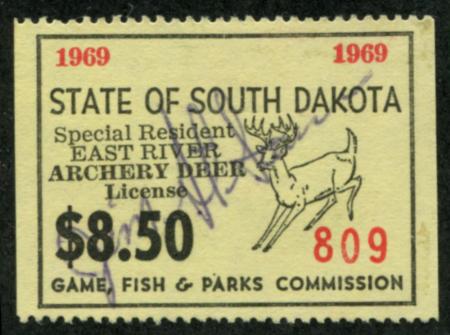 1969 1969
STATE OF SOUTH DAKOTA
Special Resident
EAST RIVER
ARCHERY DEER
License
$8.50
809
GAME, FISH & PARKS COMMISSION